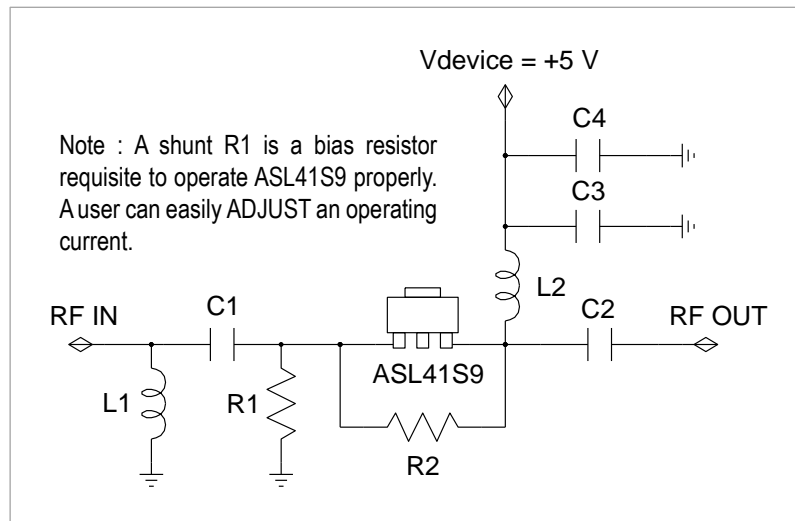 Vdevice = +5 V
C4
Note : A shunt R1 is a bias resistor
requisite to operate ASL41S9 properly.
A user can easily ADJUST an operating
current.
C3
L2
C1
C2
RF IN
RF OUT
ASL41S9
L1
R1
R2